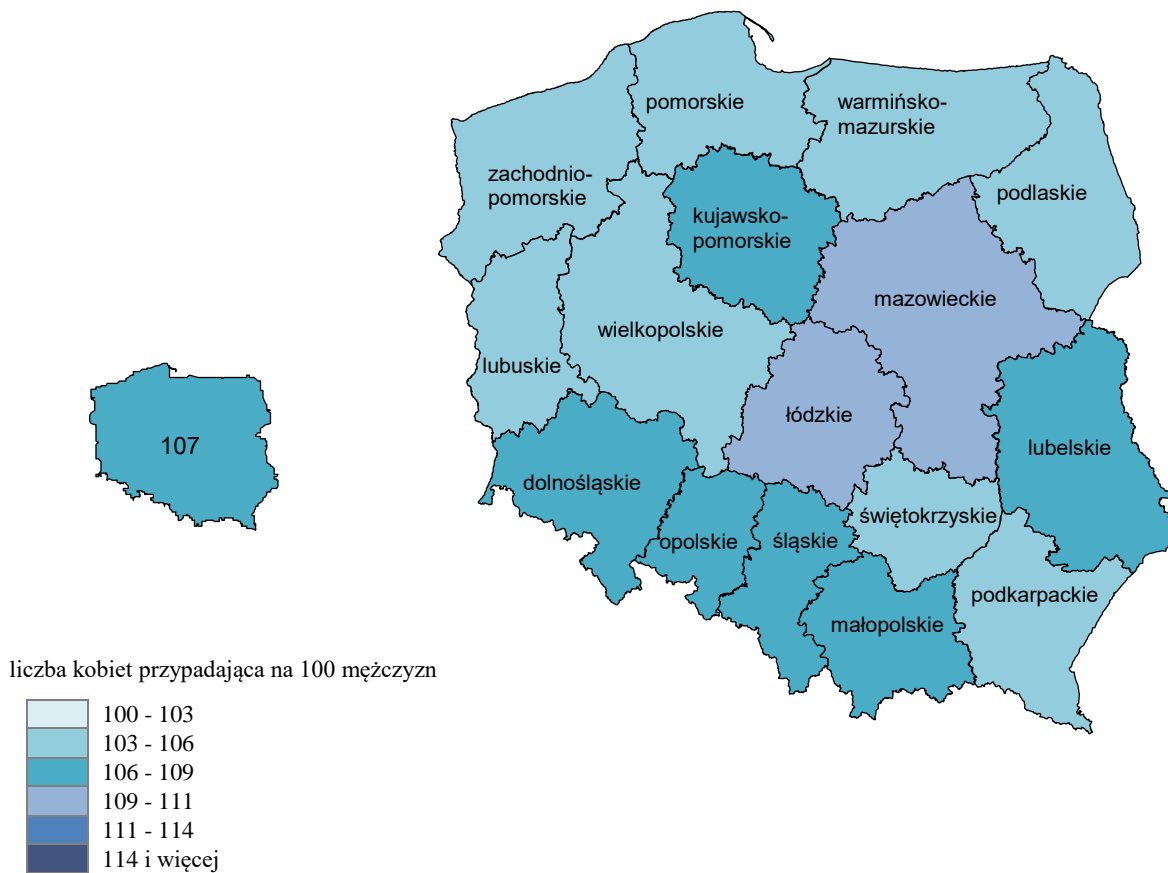 pomorskie
warmińsko-
mazurskie
zachodnio-
pomorskie
podlaskie
kujawsko-
pomorskie
mazowieckie
wielkopolskie
lubuskie
łódzkie
107
lubelskie
dolnośląskie
świętokrzyskie
opolskie
śląskie
podkarpackie
małopolskie
liczba kobiet przypadająca na 100 mężczyzn
100 - 103
103 - 106
106 - 109
109 - 111
111 - 114
114 i więcej